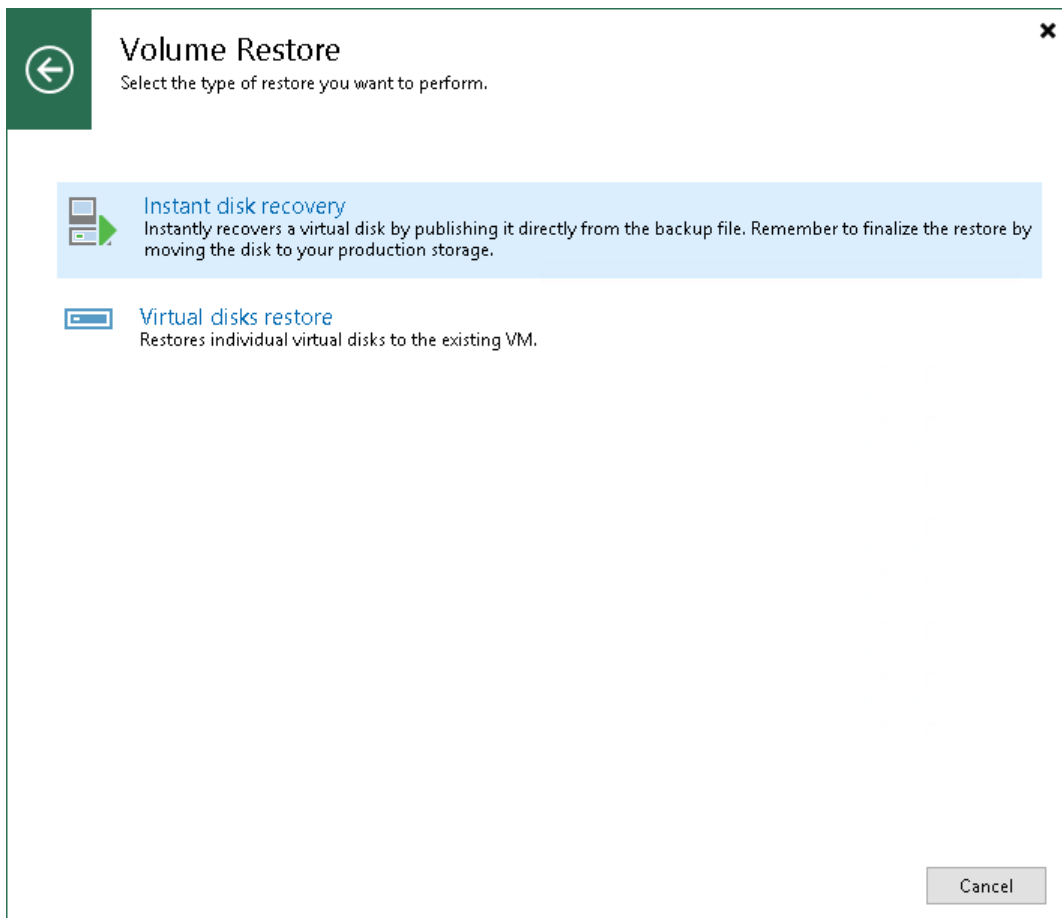 Volume Restore
Select the type of restore you want to perform.
Instant disk recovery
Instantly recovers a virtual disk by publishing it directly from the backup file. Remember to finalize the restore by
moving the disk to your production storage.
Virtual disks restore
Restores individual virtual disks to the existing VM.
Cancel